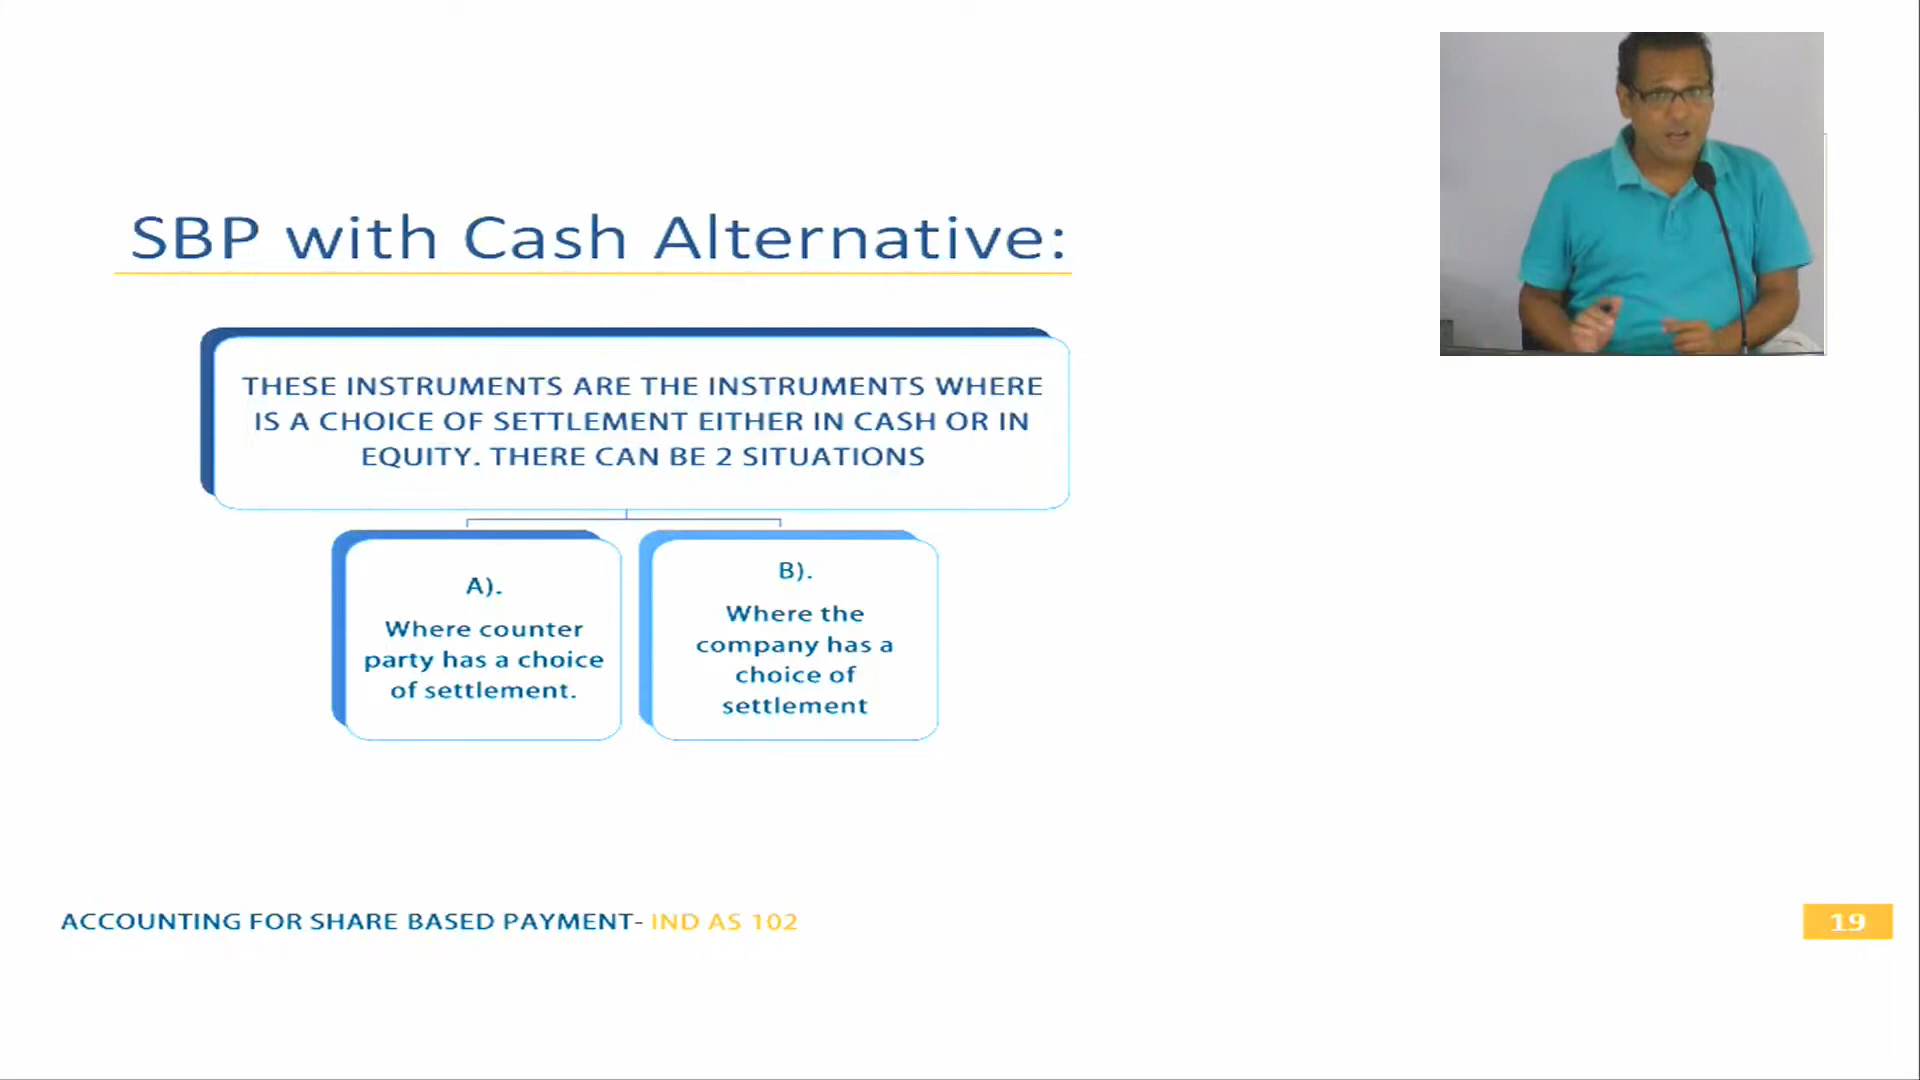 SBP with Cash Alternative:
THESE INSTRUMENTS ARE THE INSTRUMENTS WHERE
IS A CHOICE OF SETTLEMENT EITHER IN CASH OR IN
EQUITY. THERE CAN BE 2 SITUATIONS
A).
Where counter
party has a choice
of settlement.
B).
Where the
company has a
choice of
settlement
ACCOUNTING FOR SHARE BASED PAYMENT- IND AS 102
19